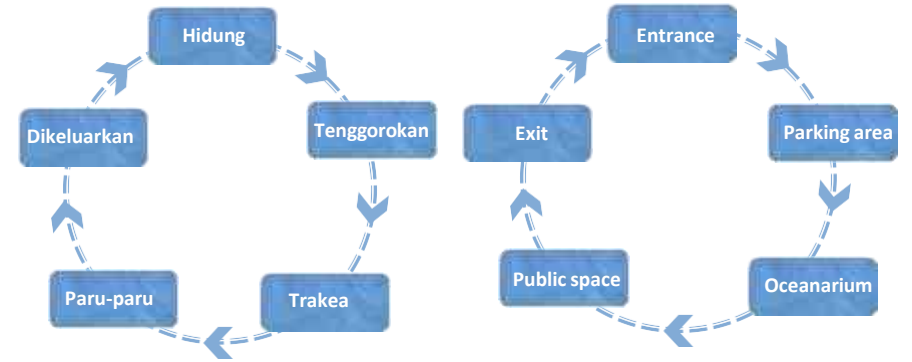 Hidung
Tenggorokan
Trakea
Paru-paru
Dikeluarkan
Entrance
Parking area
Oceanarium
Public space
Exit